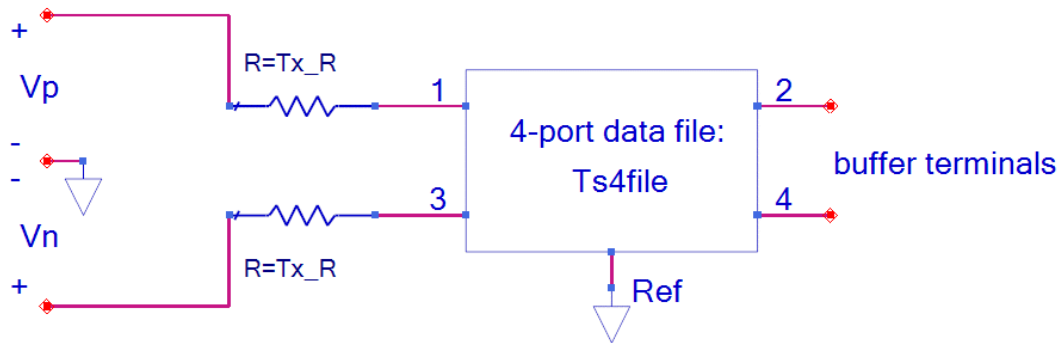 +
Vp
-
-
Vn
+
R=Tx_R
R=Tx_R
1
3
4-port data file:
Ts4file
2
4
Ref
buffer terminals